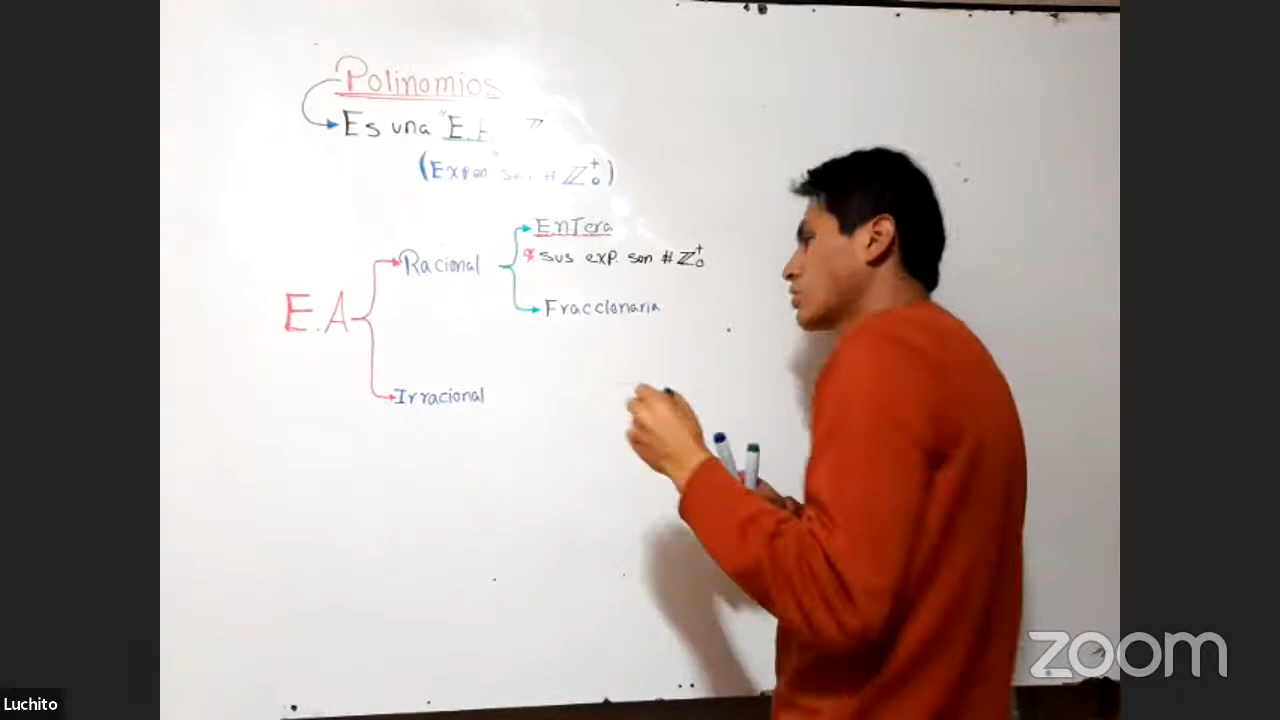 Polinomios
Es una "E.
(Expon son # ℤ₀⁺)
E.A
Racional
Entera
* sus exp. son # ℤ₀⁺
Fraccionaria
Irracional
zoom
Luchito